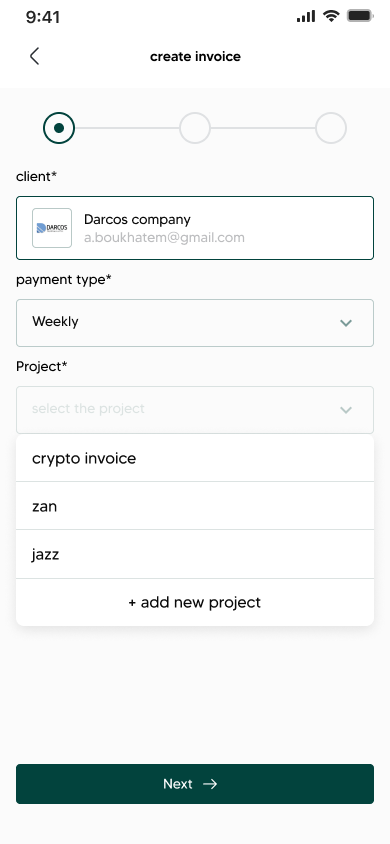 9:41
create invoice
client*
DARCOS
Darcos company
a.boukhatem@gmail.com
payment type*
Weekly
Project*
select the project
crypto invoice
zan
jazz
+ add new project
Next